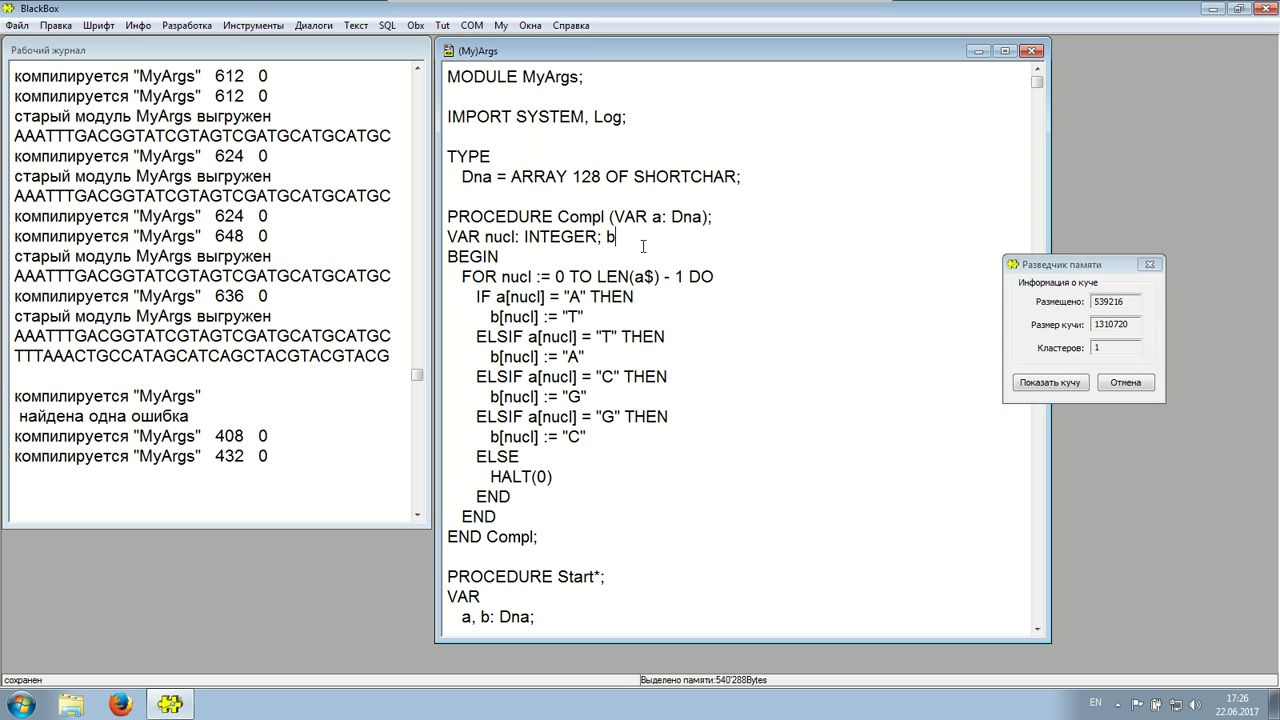 BlackBox
Файл Правка Шрифт Инфо Разработка Инструменты Диалоги Текст SQL Obx Tut COM My Окна Справка
Рабочий журнал
компилируется "MyArgs" 612 0
компилируется "MyArgs" 612 0
старый модуль MyArgs выгружен
AAATTTGACGGTATCGTAGTCGATGCATGCATGC
компилируется "MyArgs" 624 0
старый модуль MyArgs выгружен
AAATTTGACGGTATCGTAGTCGATGCATGCATGC
компилируется "MyArgs" 624 0
компилируется "MyArgs" 648 0
старый модуль MyArgs выгружен
AAATTTGACGGTATCGTAGTCGATGCATGCATGC
компилируется "MyArgs" 636 0
старый модуль MyArgs выгружен
AAATTTGACGGTATCGTAGTCGATGCATGCATGC
TTTAAACTGCCATAGCATCAGCTACGTACGTACG
компилируется "MyArgs"
найдена одна ошибка
компилируется "MyArgs" 408 0
компилируется "MyArgs" 432 0
(My)Args
MODULE MyArgs;
IMPORT SYSTEM, Log;
TYPE
Dna = ARRAY 128 OF SHORTCHAR;
PROCEDURE Compl (VAR a: Dna);
VAR nucl: INTEGER; b
BEGIN
FOR nucl := 0 TO LEN(a$) - 1 DO
IF a[nucl] = "A" THEN
b[nucl] := "T"
ELSIF a[nucl] = "T" THEN
b[nucl] := "A"
ELSIF a[nucl] = "C" THEN
b[nucl] := "G"
ELSIF a[nucl] = "G" THEN
b[nucl] := "C"
ELSE
HALT(0)
END
END
END Compl;
PROCEDURE Start*;
VAR
a, b: Dna;
Разведчик памяти
Информация о куче
Размещено: 539216
Размер кучи: 1310720
Кластеров: 1
Показать кучу Отмена
сохранен Выделено памяти:540'288Bytes
EN 17:26
22.06.2017